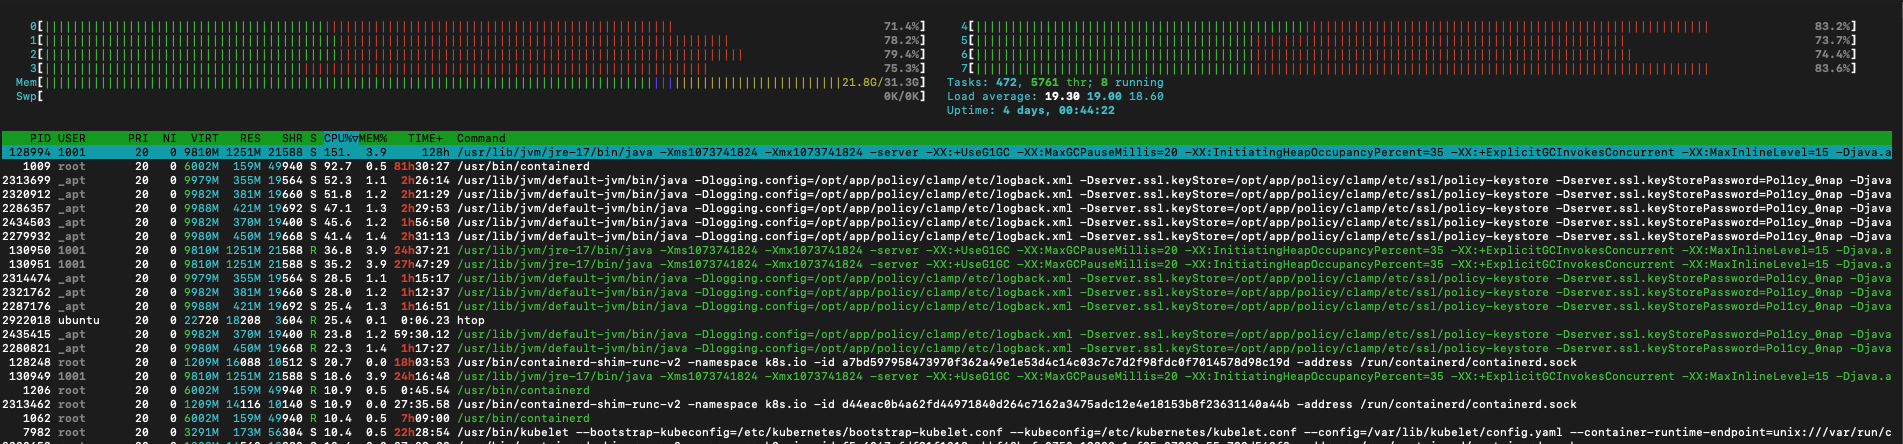 0[ 71.4%] 4[ 83.2%]
1[ 78.2%] 5[ 73.7%]
2[ 79.4%] 6[ 74.4%]
3[ 75.3%] 7[ 83.6%]
Mem[ 21.8G/31.3G] Tasks: 472, 5761 thr; 8 running
Swp[ 0K/0K] Load average: 19.30 19.00 18.60
Uptime: 4 days, 00:44:22
PID USER PRI NI VIRT RES SHR S CPU%▽MEM% TIME+ Command
128994 1001 20 0 9810M 1251M 21588 S 151. 3.9 128h /usr/lib/jvm/jre-17/bin/java -Xms1073741824 -Xmx1073741824 -server -XX:+UseG1GC -XX:MaxGCPauseMillis=20 -XX:InitiatingHeapOccupancyPercent=35 -XX:+ExplicitGCInvokesConcurrent -XX:MaxInlineLevel=15 -Djava.a
1009 root 20 0 6002M 159M 49940 S 92.7 0.5 81h30:27 /usr/bin/containerd
2313699 _apt 20 0 9979M 355M 19564 S 52.3 1.1 2h26:14 /usr/lib/jvm/default-jvm/bin/java -Dlogging.config=/opt/app/policy/clamp/etc/logback.xml -Dserver.ssl.keyStore=/opt/app/policy/clamp/etc/ssl/policy-keystore -Dserver.ssl.keyStorePassword=Pol1cy_0nap -Djava
2320912 _apt 20 0 9982M 381M 19660 S 51.8 1.2 2h21:29 /usr/lib/jvm/default-jvm/bin/java -Dlogging.config=/opt/app/policy/clamp/etc/logback.xml -Dserver.ssl.keyStore=/opt/app/policy/clamp/etc/ssl/policy-keystore -Dserver.ssl.keyStorePassword=Pol1cy_0nap -Djava
2286357 _apt 20 0 9988M 421M 19692 S 47.1 1.3 2h29:53 /usr/lib/jvm/default-jvm/bin/java -Dlogging.config=/opt/app/policy/clamp/etc/logback.xml -Dserver.ssl.keyStore=/opt/app/policy/clamp/etc/ssl/policy-keystore -Dserver.ssl.keyStorePassword=Pol1cy_0nap -Djava
2434503 _apt 20 0 9982M 370M 19400 S 45.6 1.2 1h56:50 /usr/lib/jvm/default-jvm/bin/java -Dlogging.config=/opt/app/policy/clamp/etc/logback.xml -Dserver.ssl.keyStore=/opt/app/policy/clamp/etc/ssl/policy-keystore -Dserver.ssl.keyStorePassword=Pol1cy_0nap -Djava
2279932 _apt 20 0 9980M 450M 19668 S 41.4 1.4 2h31:13 /usr/lib/jvm/default-jvm/bin/java -Dlogging.config=/opt/app/policy/clamp/etc/logback.xml -Dserver.ssl.keyStore=/opt/app/policy/clamp/etc/ssl/policy-keystore -Dserver.ssl.keyStorePassword=Pol1cy_0nap -Djava
130950 1001 20 0 9810M 1251M 21588 R 36.8 3.9 24h37:21 /usr/lib/jvm/jre-17/bin/java -Xms1073741824 -Xmx1073741824 -server -XX:+UseG1GC -XX:MaxGCPauseMillis=20 -XX:InitiatingHeapOccupancyPercent=35 -XX:+ExplicitGCInvokesConcurrent -XX:MaxInlineLevel=15 -Djava.a
130951 1001 20 0 9810M 1251M 21588 S 35.2 3.9 27h47:29 /usr/lib/jvm/jre-17/bin/java -Xms1073741824 -Xmx1073741824 -server -XX:+UseG1GC -XX:MaxGCPauseMillis=20 -XX:InitiatingHeapOccupancyPercent=35 -XX:+ExplicitGCInvokesConcurrent -XX:MaxInlineLevel=15 -Djava.a
2314474 _apt 20 0 9979M 355M 19564 S 28.5 1.1 1h15:17 /usr/lib/jvm/default-jvm/bin/java -Dlogging.config=/opt/app/policy/clamp/etc/logback.xml -Dserver.ssl.keyStore=/opt/app/policy/clamp/etc/ssl/policy-keystore -Dserver.ssl.keyStorePassword=Pol1cy_0nap -Djava
2321762 _apt 20 0 9982M 381M 19660 S 28.0 1.2 1h12:37 /usr/lib/jvm/default-jvm/bin/java -Dlogging.config=/opt/app/policy/clamp/etc/logback.xml -Dserver.ssl.keyStore=/opt/app/policy/clamp/etc/ssl/policy-keystore -Dserver.ssl.keyStorePassword=Pol1cy_0nap -Djava
2287176 _apt 20 0 9988M 421M 19692 S 25.4 1.3 1h16:51 /usr/lib/jvm/default-jvm/bin/java -Dlogging.config=/opt/app/policy/clamp/etc/logback.xml -Dserver.ssl.keyStore=/opt/app/policy/clamp/etc/ssl/policy-keystore -Dserver.ssl.keyStorePassword=Pol1cy_0nap -Djava
2922018 ubuntu 20 0 22720 18208 3604 R 25.4 0.1 0:06.23 htop
2435415 _apt 20 0 9982M 370M 19400 R 23.8 1.2 59:30.12 /usr/lib/jvm/default-jvm/bin/java -Dlogging.config=/opt/app/policy/clamp/etc/logback.xml -Dserver.ssl.keyStore=/opt/app/policy/clamp/etc/ssl/policy-keystore -Dserver.ssl.keyStorePassword=Pol1cy_0nap -Djava
2280821 _apt 20 0 9980M 450M 19668 R 22.3 1.4 1h17:27 /usr/lib/jvm/default-jvm/bin/java -Dlogging.config=/opt/app/policy/clamp/etc/logback.xml -Dserver.ssl.keyStore=/opt/app/policy/clamp/etc/ssl/policy-keystore -Dserver.ssl.keyStorePassword=Pol1cy_0nap -Djava
128248 root 20 0 1209M 16088 10512 S 20.7 0.0 18h03:53 /usr/bin/containerd-shim-runc-v2 -namespace k8s.io -id a7bd597958473970f362a49d9e1e53d4c14c03c7c7d2f98fdc0f7014578d98c19d -address /run/containerd/containerd.sock
130949 1001 20 0 9810M 1251M 21588 S 18.6 3.9 24h16:48 /usr/lib/jvm/jre-17/bin/java -Xms1073741824 -Xmx1073741824 -server -XX:+UseG1GC -XX:MaxGCPauseMillis=20 -XX:InitiatingHeapOccupancyPercent=35 -XX:+ExplicitGCInvokesConcurrent -XX:MaxInlineLevel=15 -Djava.a
1206 root 20 0 6002M 159M 49940 R 10.9 0.5 0:45.54 /usr/bin/containerd
2313462 root 20 0 1209M 14116 10140 S 10.9 0.0 27:35.58 /usr/bin/containerd-shim-runc-v2 -namespace k8s.io -id d44eac0b4a62fd44971840d264c7162a3475adc12e4e18153b8f23631140a44b -address /run/containerd/containerd.sock
1082 root 20 0 6002M 159M 49940 R 10.4 0.5 7h09:00 /usr/bin/containerd
7982 root 20 0 3291M 173M 56304 S 10.4 0.5 22h28:54 /usr/bin/kubelet --bootstrap-kubeconfig=/etc/kubernetes/bootstrap-kubelet.conf --kubeconfig=/etc/kubernetes/kubelet.conf --config=/var/lib/kubelet/config.yaml --container-runtime-endpoint=unix:///var/run/c